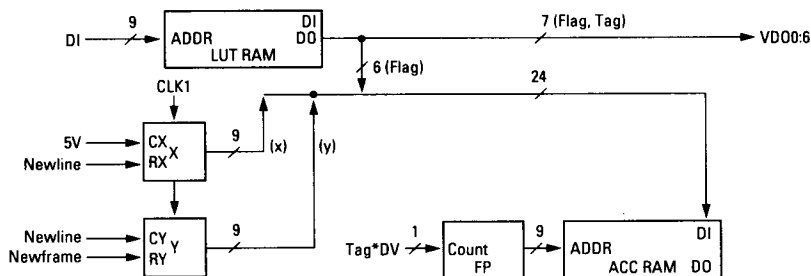 DI 9 ADDR DI DO LUT RAM 7 (Flag, Tag) VDO0:6
6 (Flag)
CLK1
24
5V CX X RX 9 (x) (y)
Newline
Newline CY Y RY 9
Newframe
Tag*DV 1 Count FP 9 ADDR DI ACC RAM DO